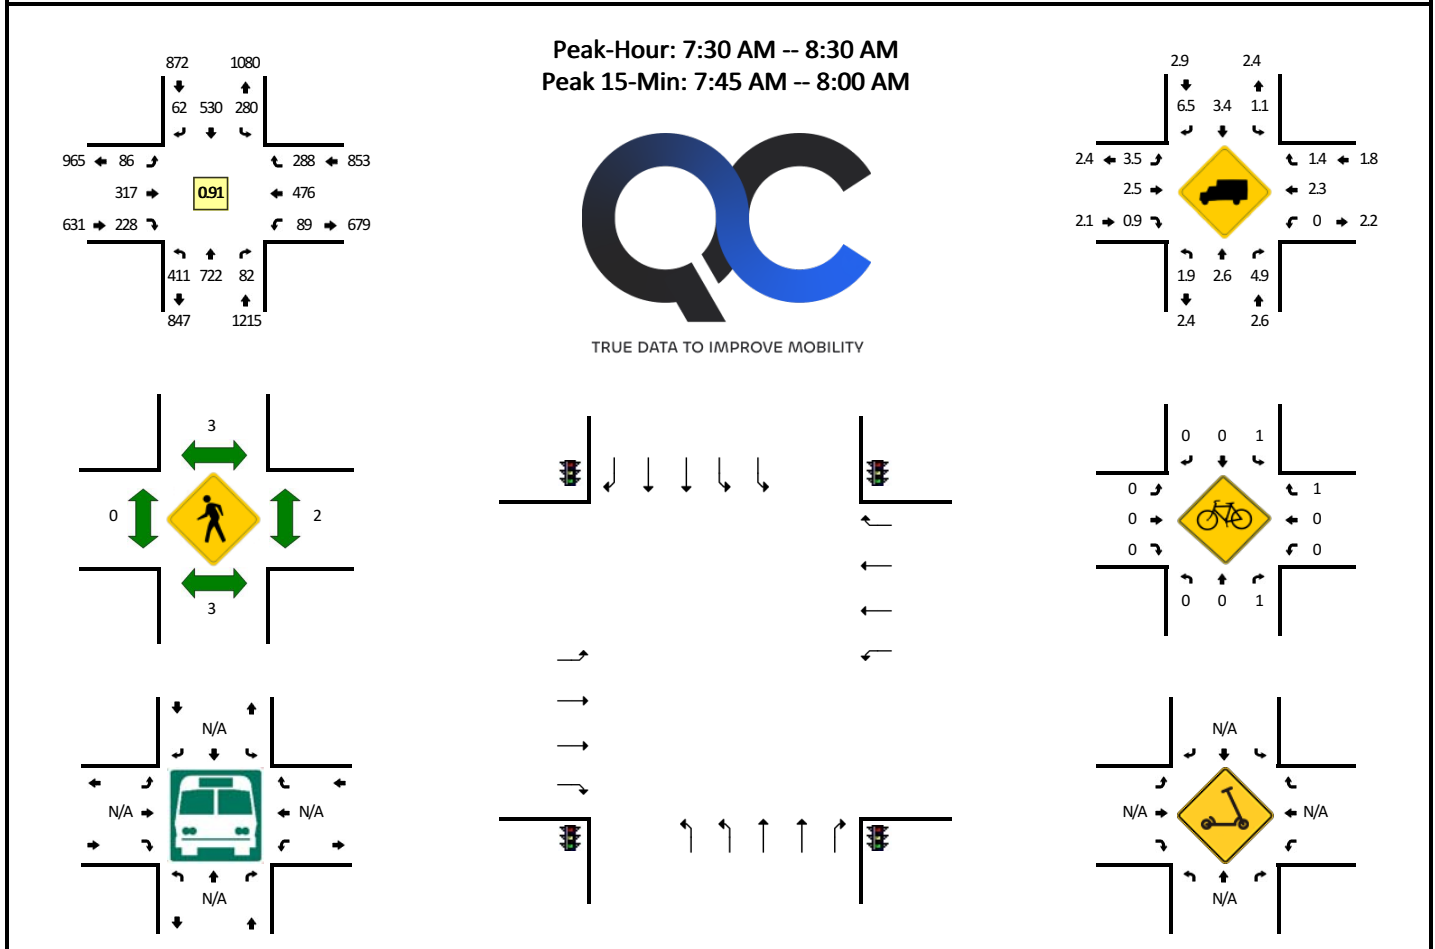 Peak-Hour: 7:30 AM -- 8:30 AM
Peak 15-Min: 7:45 AM -- 8:00 AM
872 1080
62 530 280
965 86 288 853
317 0.91 476
631 228 89 679
411 722 82
847 1215
QC
TRUE DATA TO IMPROVE MOBILITY
2.9 2.4
6.5 3.4 1.1
2.4 3.5 1.4 1.8
2.5 2.3
2.1 0.9 0 2.2
1.9 2.6 4.9
2.4 2.6
3
0 2
3
0 0 1
0 1
0 0
0 0
0 0 1
N/A
N/A N/A
N/A
N/A
N/A N/A
N/A